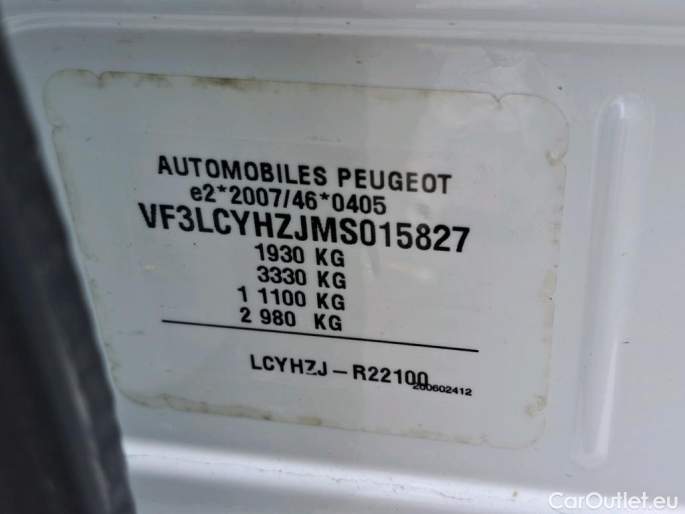 AUTOMOBILES PEUGEOT
e2*2007/46*0405
VF3LCYHZJMS015827
1930 KG
3330 KG
1 1100 KG
2 980 KG
LCYHZJ-R22100
200602412
CarOutlet.eu